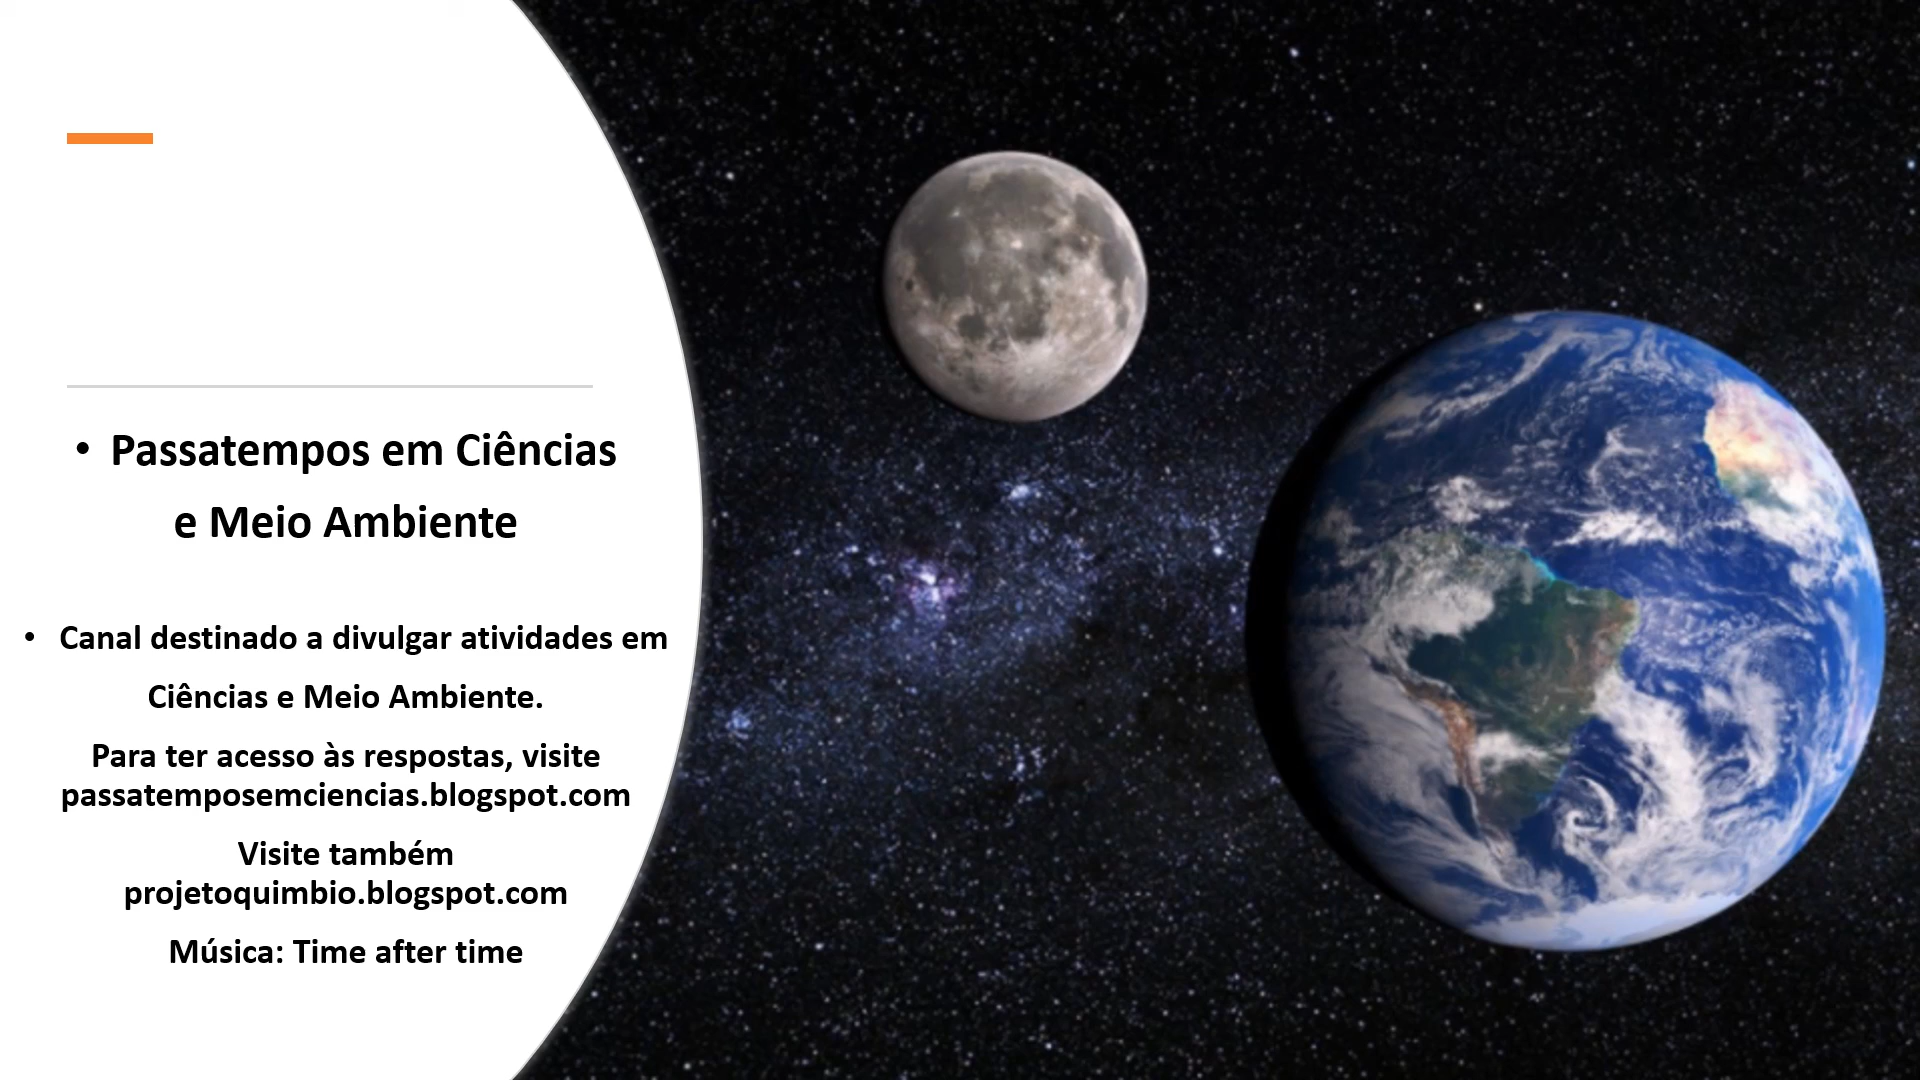 • Passatempos em Ciências
e Meio Ambiente
• Canal destinado a divulgar atividades em
Ciências e Meio Ambiente.
Para ter acesso às respostas, visite
passatemposemciencias.blogspot.com
Visite também
projetoquimbio.blogspot.com
Música: Time after time